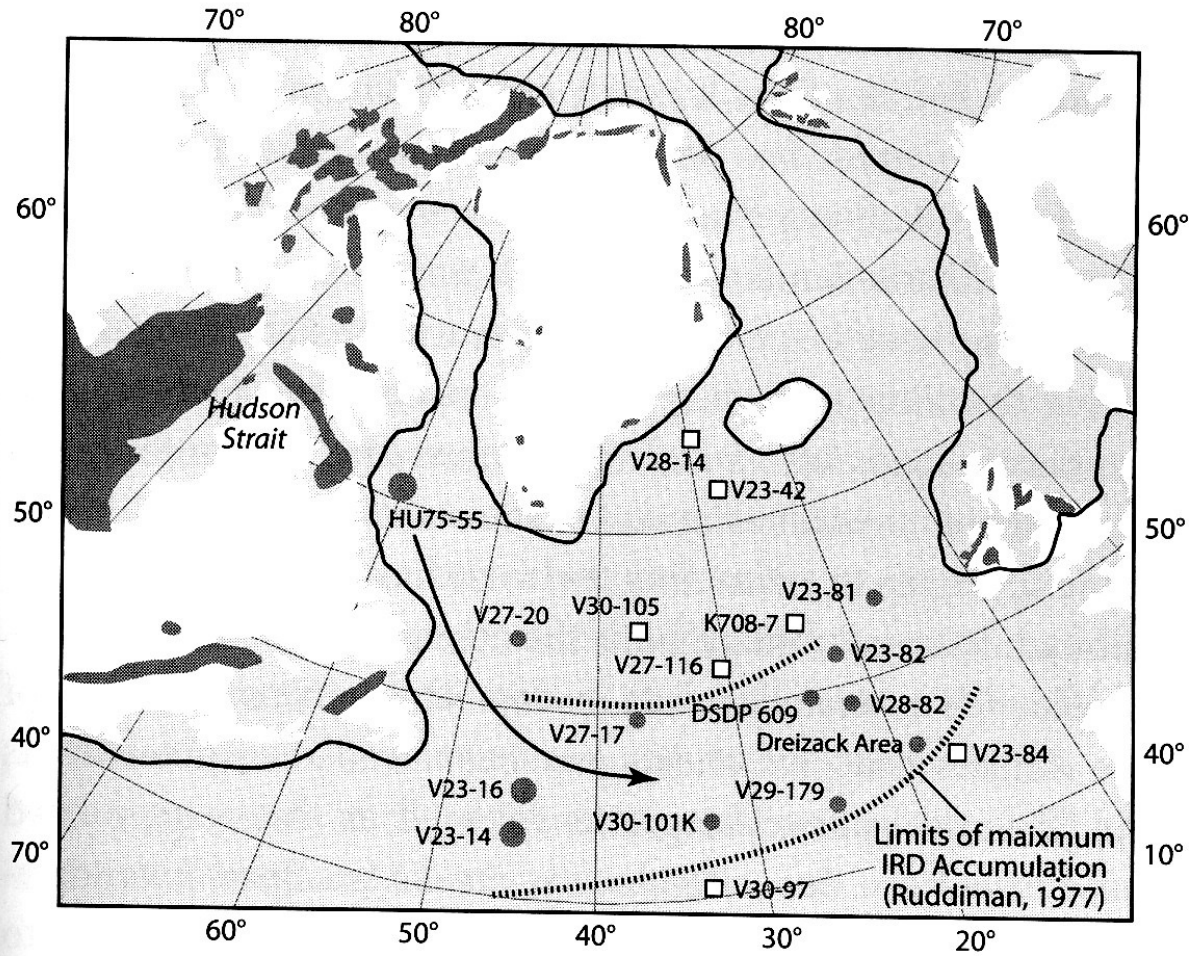 70°
80°
80°
70°
60°
60°
Hudson
Strait
V28-14
V23-42
50°
HU75-55
50°
V23-81
V27-20
V30-105
K708-7
V23-82
V27-116
DSDP 609
V28-82
V27-17
40°
Dreizack Area
V23-84
40°
V23-16
V29-179
V30-101K
V23-14
Limits of maixmum
IRD Accumulation
(Ruddiman, 1977)
70°
10°
V30-97
60°
50°
40°
30°
20°